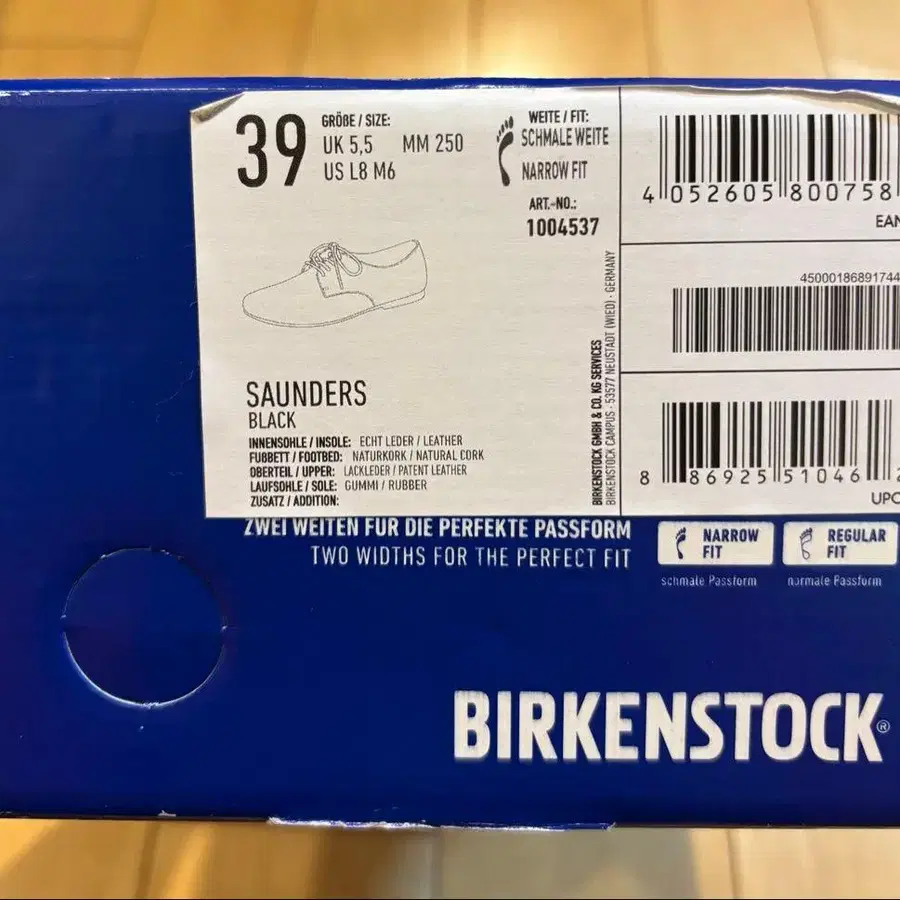 39
GRÖßE / SIZE:
UK 5,5 MM 250
US L8 M6
WEITE / FIT:
SCHMALE WEITE
NARROW FIT
ART.-NO.:
1004537
SAUNDERS
BLACK
INNENSOHLE / INSOLE: ECHT LEDER / LEATHER
FUßBETT / FOOTBED: NATURKORK / NATURAL CORK
OBERTEIL / UPPER: LACKLEDER / PATENT LEATHER
LAUFSOHLE / SOLE: GUMMI / RUBBER
ZUSATZ / ADDITION:
BIRKENSTOCK GMBH & CO. KG SERVICES
BIRKENSTOCK CAMPUS · 53577 NEUSTADT (WIED) · GERMANY
4 052605 800758
EAN
45000186891744
8 86925 51046 2
UPC
ZWEI WEITEN FÜR DIE PERFEKTE PASSFORM
TWO WIDTHS FOR THE PERFECT FIT
NARROW
FIT
schmale Passform
REGULAR
FIT
normale Passform
BIRKENSTOCK®